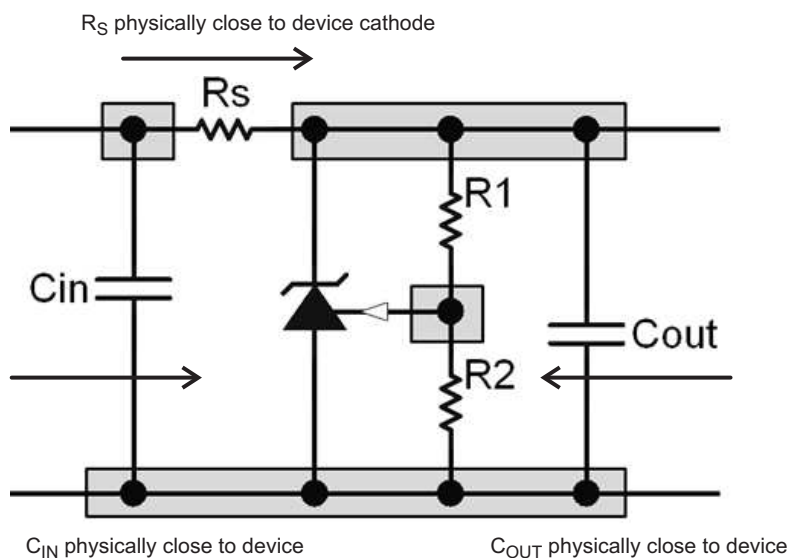 RS physically close to device cathode
Rs
R1
Cin
Cout
R2
CIN physically close to device
COUT physically close to device